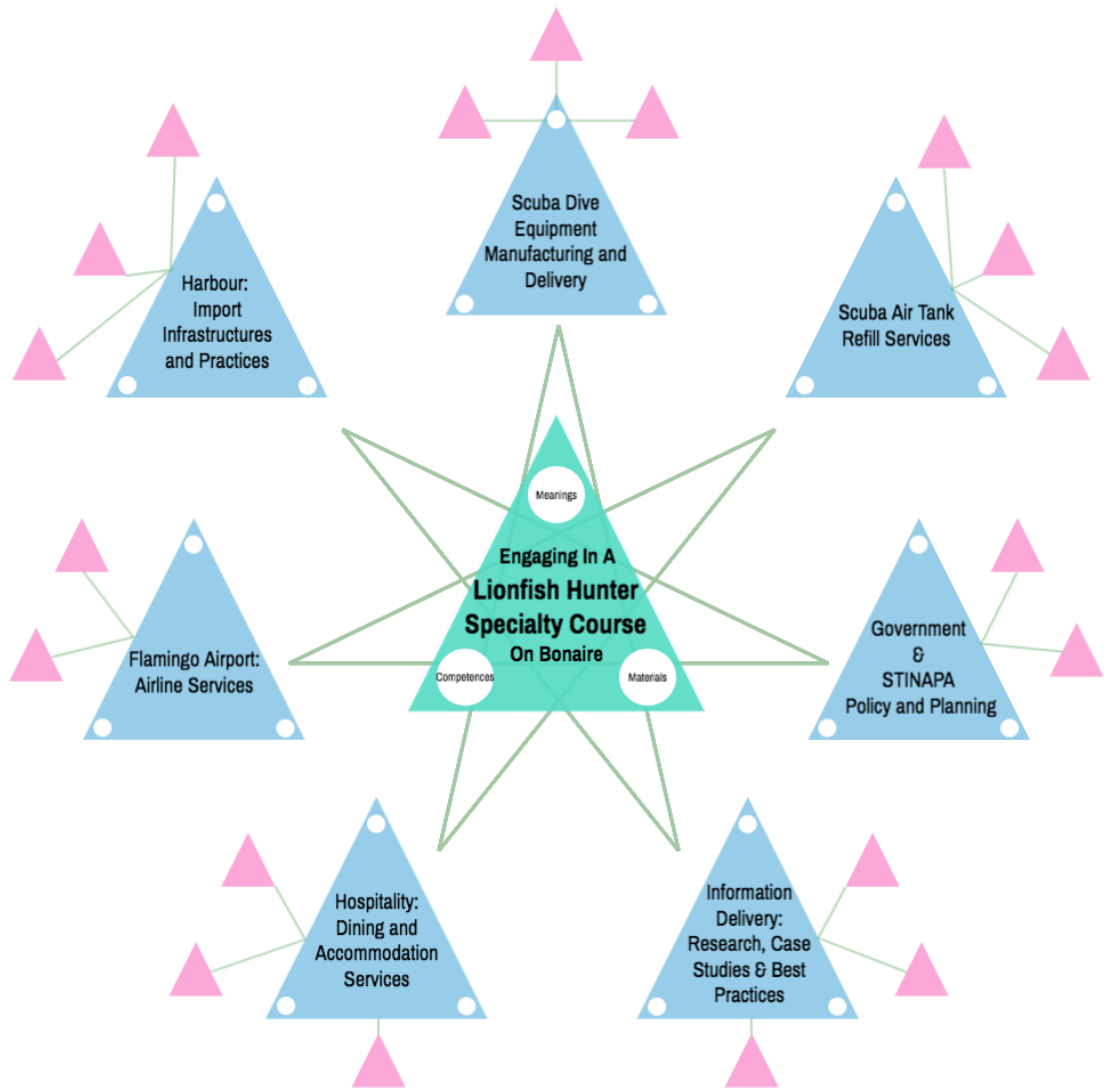 Scuba Dive
Equipment
Manufacturing and
Delivery
Harbour:
Import
Infrastructures
and Practices
Scuba Air Tank
Refill Services
Meanings
Engaging In A
Lionfish Hunter
Specialty Course
On Bonaire
Competences
Materials
Flamingo Airport:
Airline Services
Government
&
STINAPA
Policy and Planning
Hospitality:
Dining and
Accommodation
Services
Information
Delivery:
Research, Case
Studies & Best
Practices